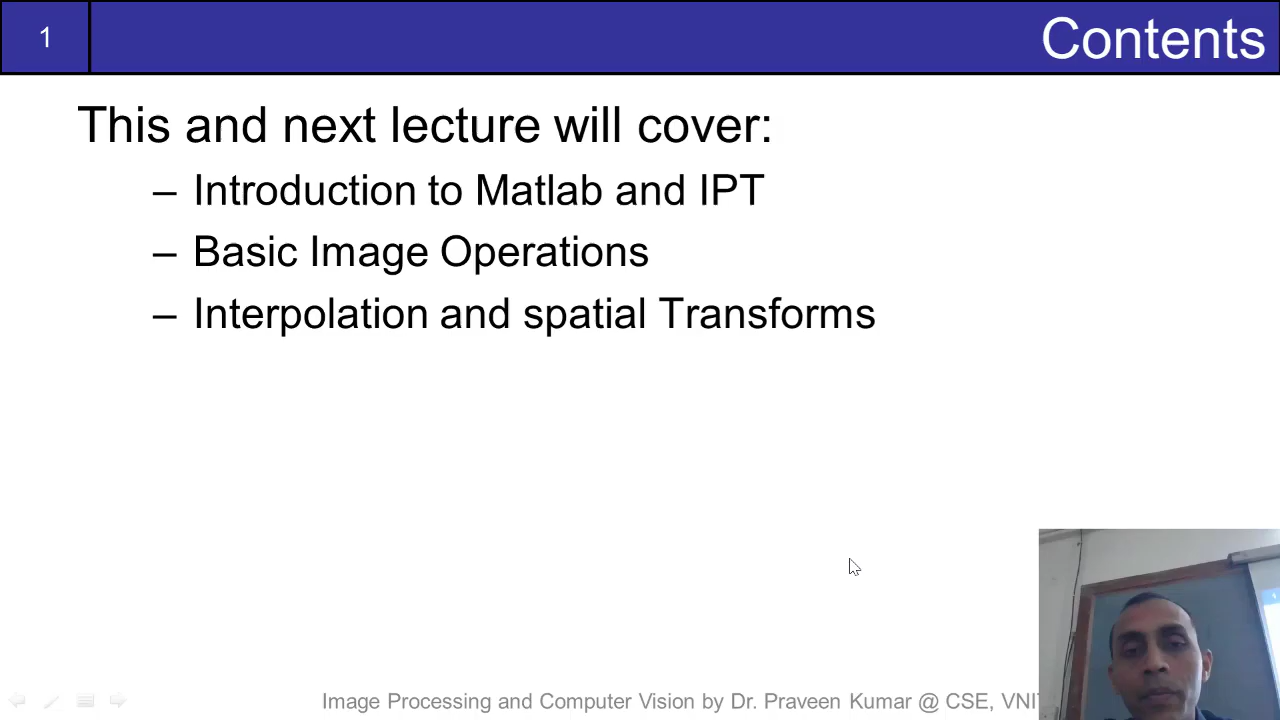 1
Contents
This and next lecture will cover:
– Introduction to Matlab and IPT
– Basic Image Operations
– Interpolation and spatial Transforms
Image Processing and Computer Vision by Dr. Praveen Kumar @ CSE,